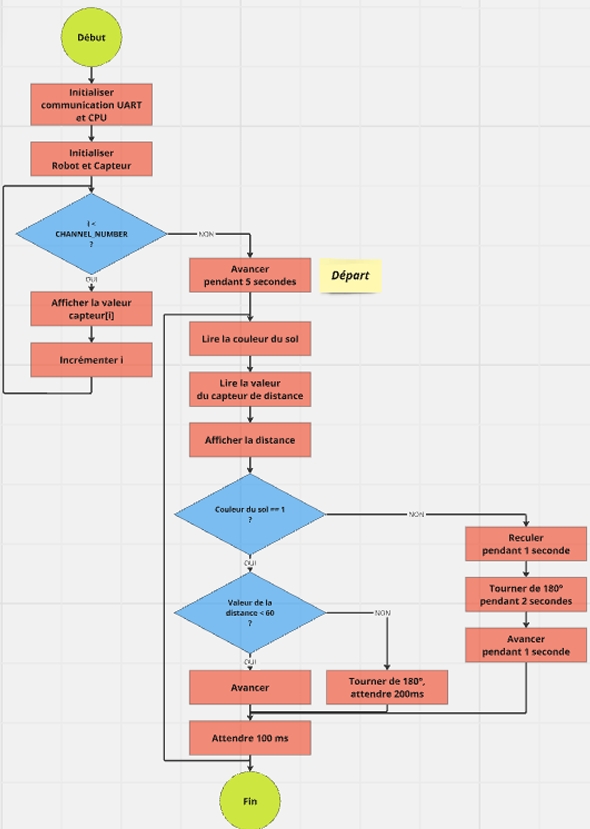 Début
Initialiser
communication UART
et CPU
Initialiser
Robot et Capteur
i <
CHANNEL_NUMBER
?
NON
OUI
Afficher la valeur
capteur[i]
Incrémenter i
Avancer
pendant 5 secondes
Départ
Lire la couleur du sol
Lire la valeur
du capteur de distance
Afficher la distance
Couleur du sol == 1
?
NON
OUI
Reculer
pendant 1 seconde
Tourner de 180°
pendant 2 secondes
Avancer
pendant 1 seconde
Valeur de la
distance < 60
?
NON
OUI
Avancer
Tourner de 180°,
attendre 200ms
Attendre 100 ms
Fin